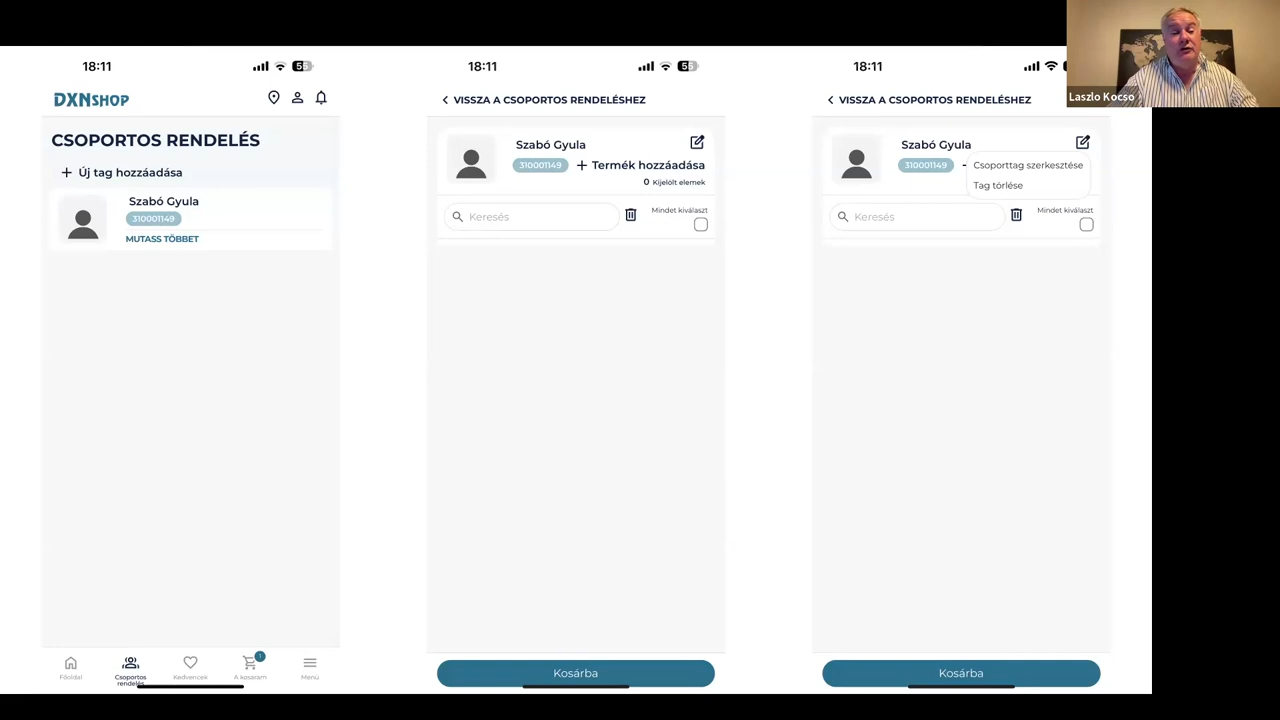 18:11
DXNSHOP
CSOPORTOS RENDELÉS
+ Új tag hozzáadása
Szabó Gyula
310001149
MUTASS TÖBBET
Főoldal
Csoportos rendelés
Kedvencek
1
A kosaram
Menü
18:11
VISSZA A CSOPORTOS RENDELÉSHEZ
Szabó Gyula
310001149 + Termék hozzáadása
0 Kijelölt elemek
Keresés
Mindet kiválaszt
Kosárba
18:11
VISSZA A CSOPORTOS RENDELÉSHEZ
Szabó Gyula
310001149
Csoporttag szerkesztése
Tag törlése
Keresés
Mindet kiválaszt
Kosárba
Laszlo Kocso